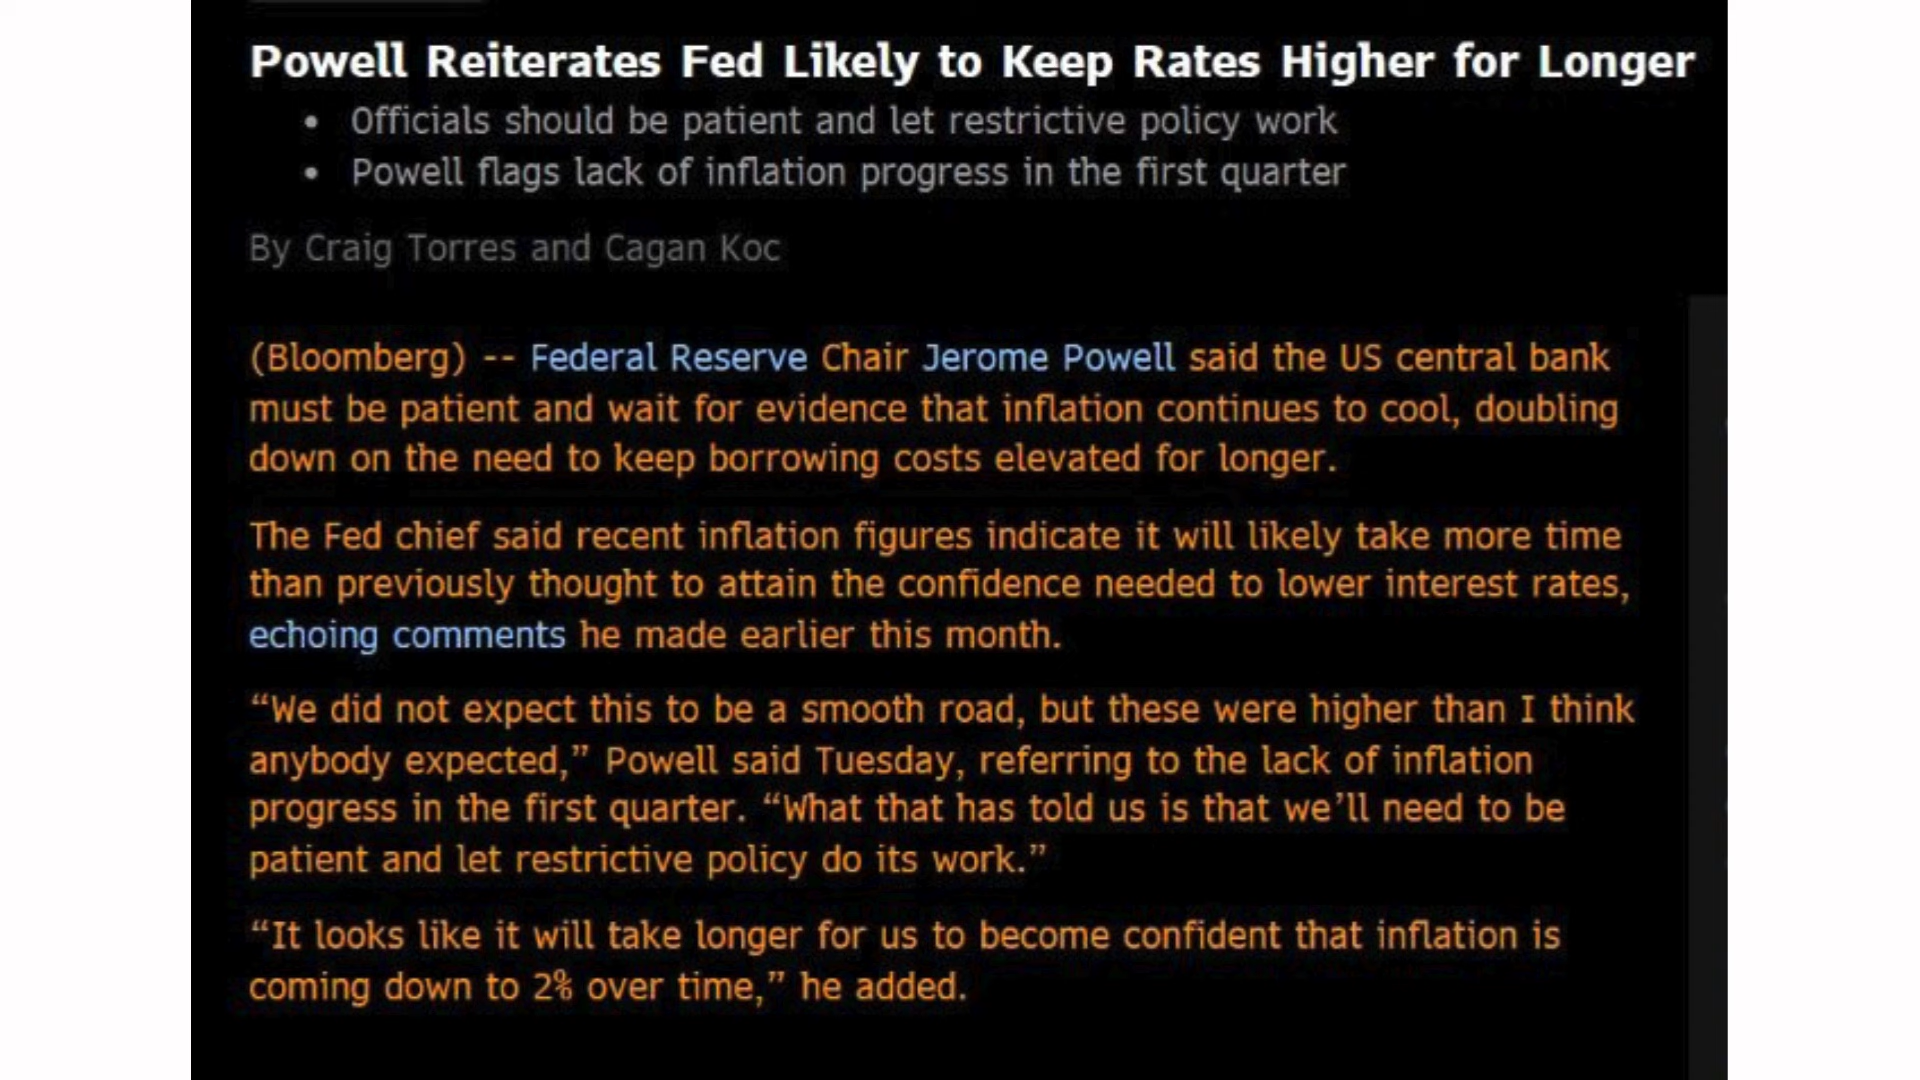 Powell Reiterates Fed Likely to Keep Rates Higher for Longer
• Officials should be patient and let restrictive policy work
• Powell flags lack of inflation progress in the first quarter
By Craig Torres and Cagan Koc
(Bloomberg) -- Federal Reserve Chair Jerome Powell said the US central bank
must be patient and wait for evidence that inflation continues to cool, doubling
down on the need to keep borrowing costs elevated for longer.
The Fed chief said recent inflation figures indicate it will likely take more time
than previously thought to attain the confidence needed to lower interest rates,
echoing comments he made earlier this month.
“We did not expect this to be a smooth road, but these were higher than I think
anybody expected,” Powell said Tuesday, referring to the lack of inflation
progress in the first quarter. “What that has told us is that we’ll need to be
patient and let restrictive policy do its work.”
“It looks like it will take longer for us to become confident that inflation is
coming down to 2% over time,” he added.